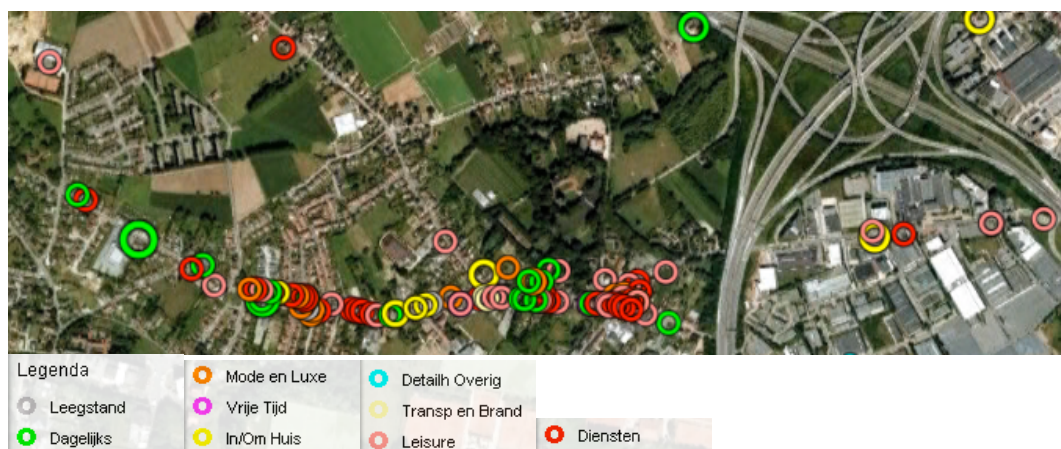 Legenda
Leegstand
Dagelijks
Mode en Luxe
Vrije Tijd
In/Om Huis
Detailh Overig
Transp en Brand
Leisure
Diensten